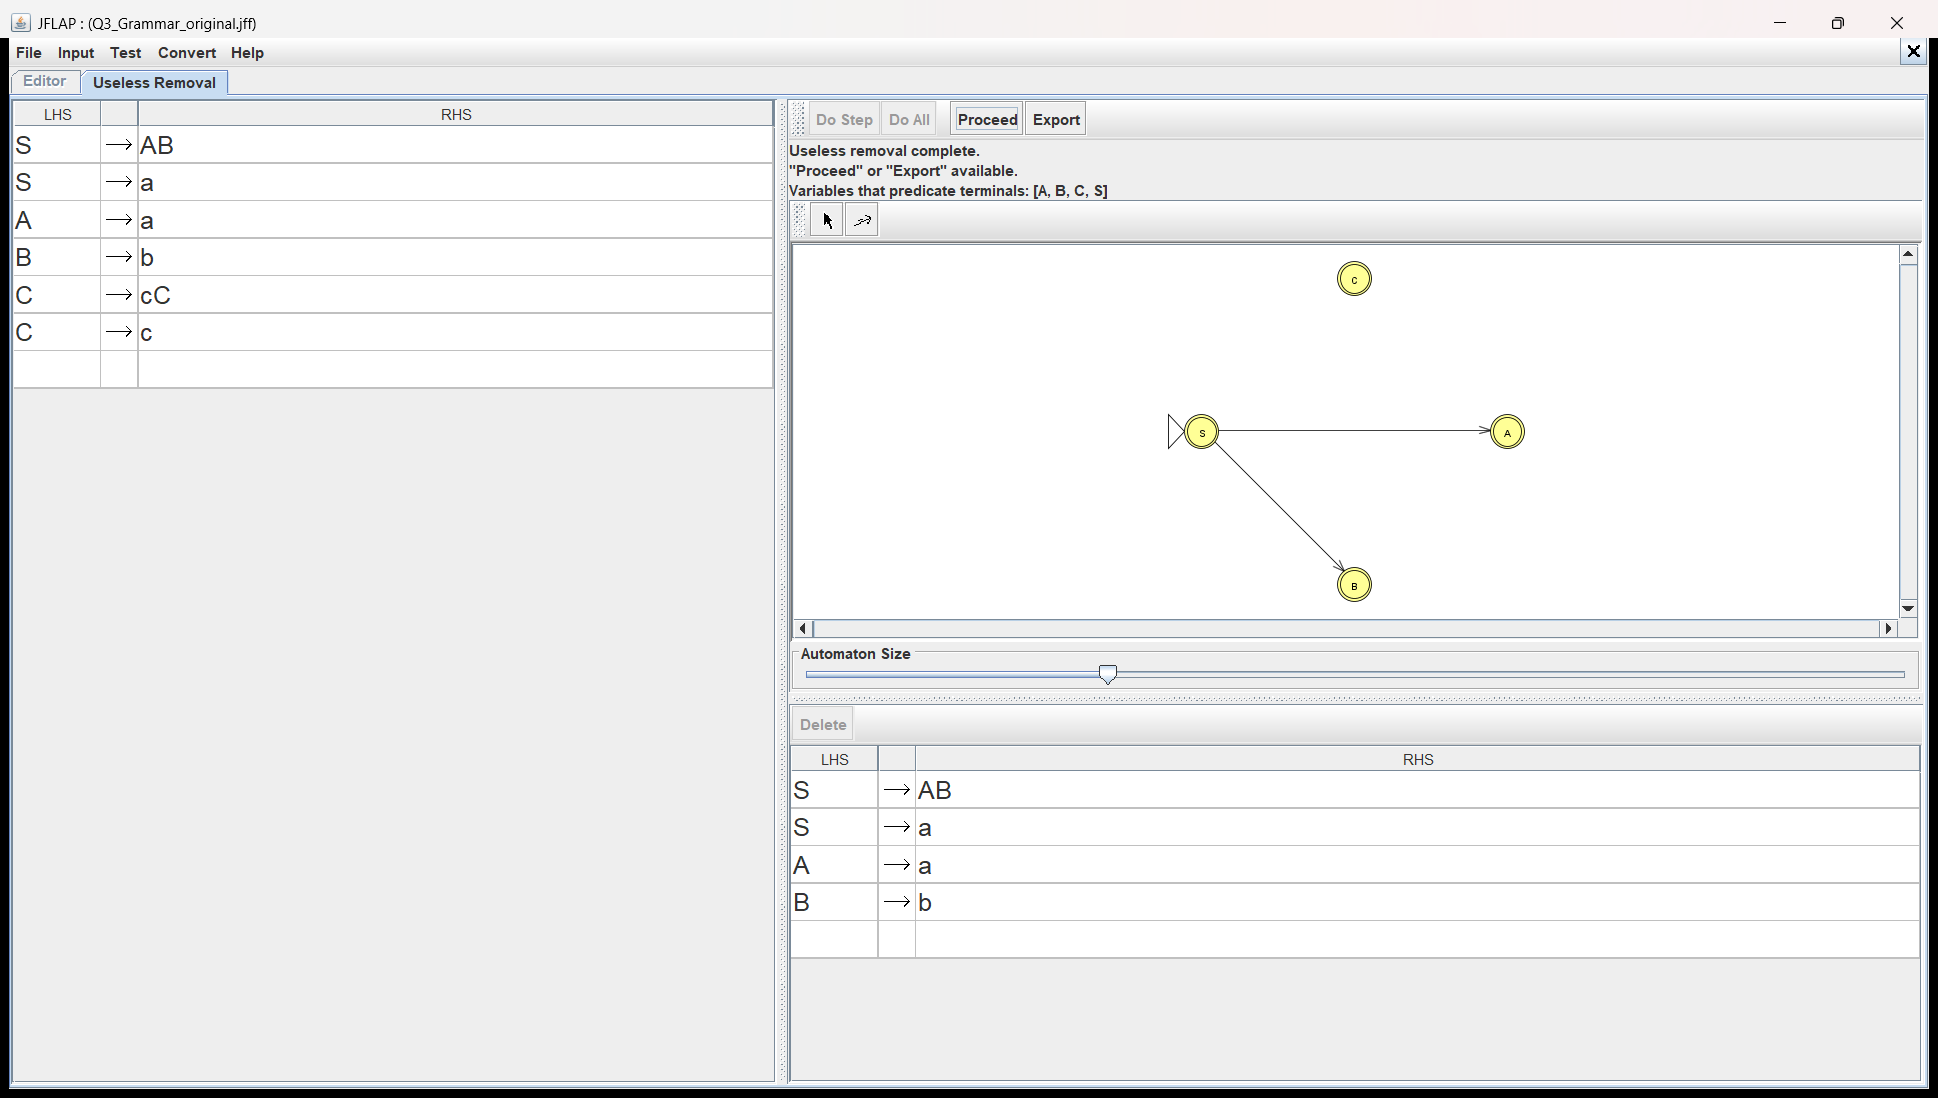 JFLAP : (Q3_Grammar_original.jff)
File Input Test Convert Help
Editor Useless Removal
LHS RHS
S → AB
S → a
A → a
B → b
C → cC
C → c
Do Step Do All Proceed Export
Useless removal complete.
"Proceed" or "Export" available.
Variables that predicate terminals: [A, B, C, S]
C
S
A
B
Automaton Size
Delete
LHS RHS
S → AB
S → a
A → a
B → b